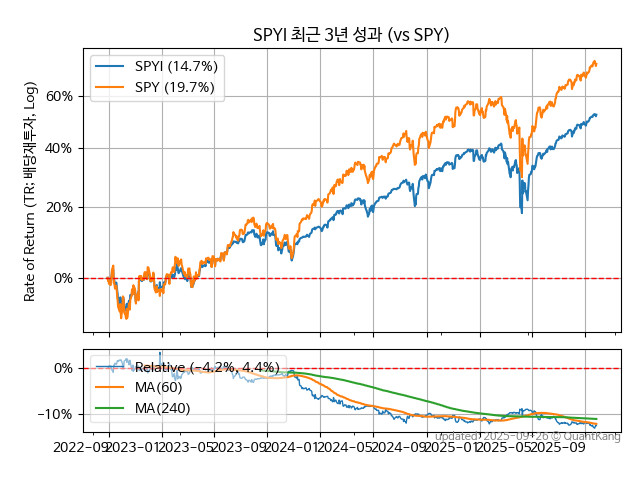 SPYI 최근 3년 성과 (vs SPY)
SPYI (14.7%)
SPY (19.7%)
60%
40%
20%
0%
Rate of Return (TR: 배당재투자, Log)
Relative (−4.2%, 4.4%)
MA(60)
MA(240)
0%
−10%
updated: 2025-09-26 © QuantKang
2022-09 2023-01 2023-05 2023-09 2024-01 2024-05 2024-09 2025-01 2025-05 2025-09